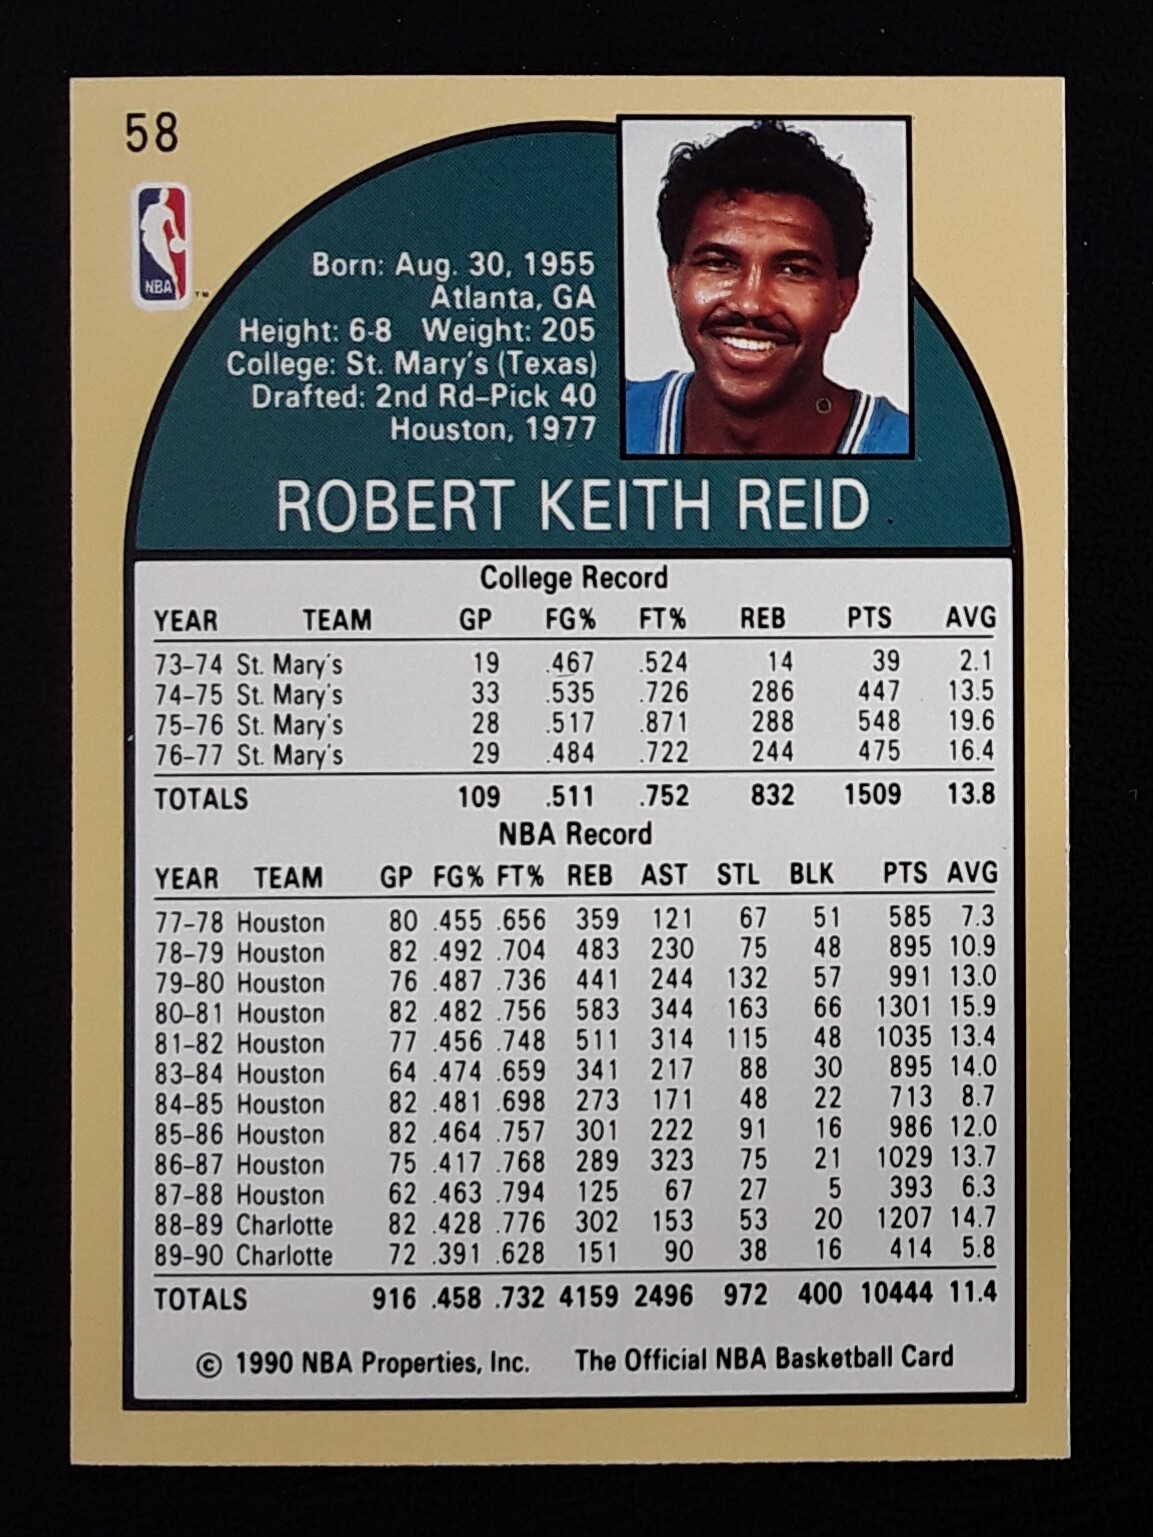 58
NBA
TM
Born: Aug. 30, 1955
Atlanta, GA
Height: 6-8 Weight: 205
College: St. Mary's (Texas)
Drafted: 2nd Rd-Pick 40
Houston, 1977
ROBERT KEITH REID
College Record
YEAR TEAM GP FG% FT% REB PTS AVG
73-74 St. Mary's 19 .467 .524 14 39 2.1
74-75 St. Mary's 33 .535 .726 286 447 13.5
75-76 St. Mary's 28 .517 .871 288 548 19.6
76-77 St. Mary's 29 .484 .722 244 475 16.4
TOTALS 109 .511 .752 832 1509 13.8
NBA Record
YEAR TEAM GP FG% FT% REB AST STL BLK PTS AVG
77-78 Houston 80 .455 .656 359 121 67 51 585 7.3
78-79 Houston 82 .492 .704 483 230 75 48 895 10.9
79-80 Houston 76 .487 .736 441 244 132 57 991 13.0
80-81 Houston 82 .482 .756 583 344 163 66 1301 15.9
81-82 Houston 77 .456 .748 511 314 115 48 1035 13.4
83-84 Houston 64 .474 .659 341 217 88 30 895 14.0
84-85 Houston 82 .481 .698 273 171 48 22 713 8.7
85-86 Houston 82 .464 .757 301 222 91 16 986 12.0
86-87 Houston 75 .417 .768 289 323 75 21 1029 13.7
87-88 Houston 62 .463 .794 125 67 27 5 393 6.3
88-89 Charlotte 82 .428 .776 302 153 53 20 1207 14.7
89-90 Charlotte 72 .391 .628 151 90 38 16 414 5.8
TOTALS 916 .458 .732 4159 2496 972 400 10444 11.4
© 1990 NBA Properties, Inc. The Official NBA Basketball Card